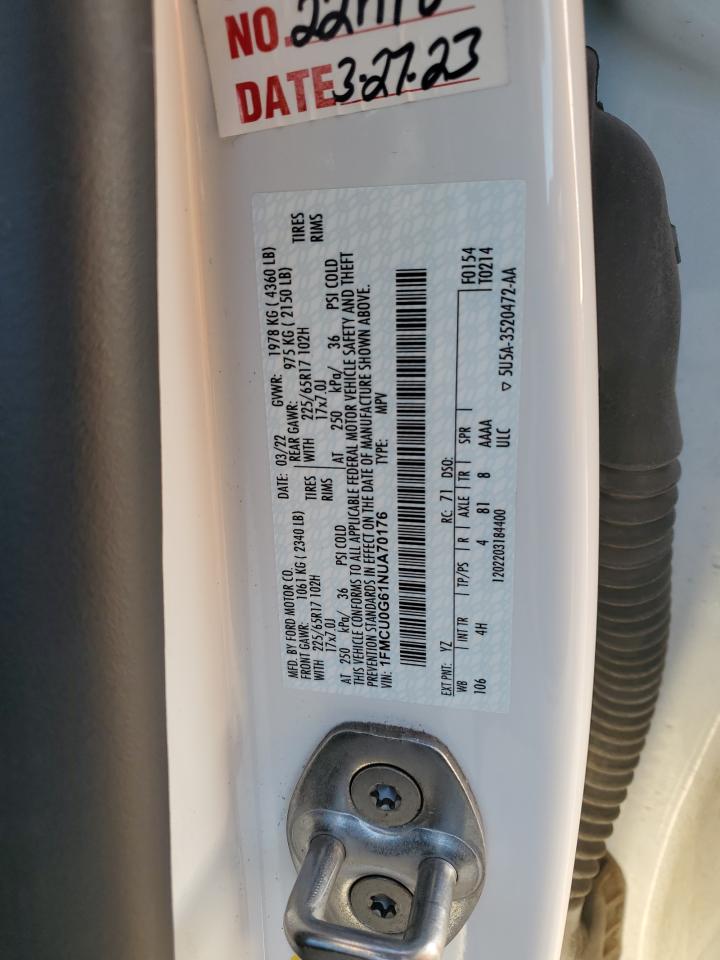 NO.
DATE 3-27-23
MFD. BY FORD MOTOR CO. DATE: 03/22 GVWR: 1978 KG ( 4360 LB)
FRONT GAWR: 1061 KG ( 2340 LB) REAR GAWR: 975 KG ( 2150 LB)
WITH 225/65R17 102H TIRES WITH 225/65R17 102H TIRES
17x7.0J RIMS 17x7.0J RIMS
AT 250 kPa/ 36 PSI COLD AT 250 kPa/ 36 PSI COLD
THIS VEHICLE CONFORMS TO ALL APPLICABLE FEDERAL MOTOR VEHICLE SAFETY AND THEFT
PREVENTION STANDARDS IN EFFECT ON THE DATE OF MANUFACTURE SHOWN ABOVE.
VIN: 1FMCU0G61NUA70176 TYPE: MPV
EXT PNT: YZ RC: 71 DSO: F0154
WB INT TR TP/PS R AXLE TR SPR T0214
106 4H 4 81 8 AAAA
ULC
1202203184400 ▽ 5U5A-3520472-AA